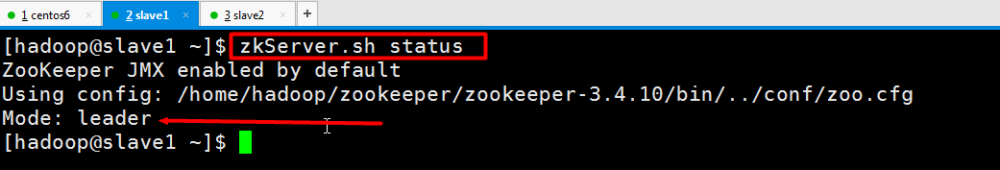 1 centos6 × 2 slave1 × 3 slave2 × +
[hadoop@slave1 ~]$ zkServer.sh status
ZooKeeper JMX enabled by default
Using config: /home/hadoop/zookeeper/zookeeper-3.4.10/bin/../conf/zoo.cfg
Mode: leader
[hadoop@slave1 ~]$